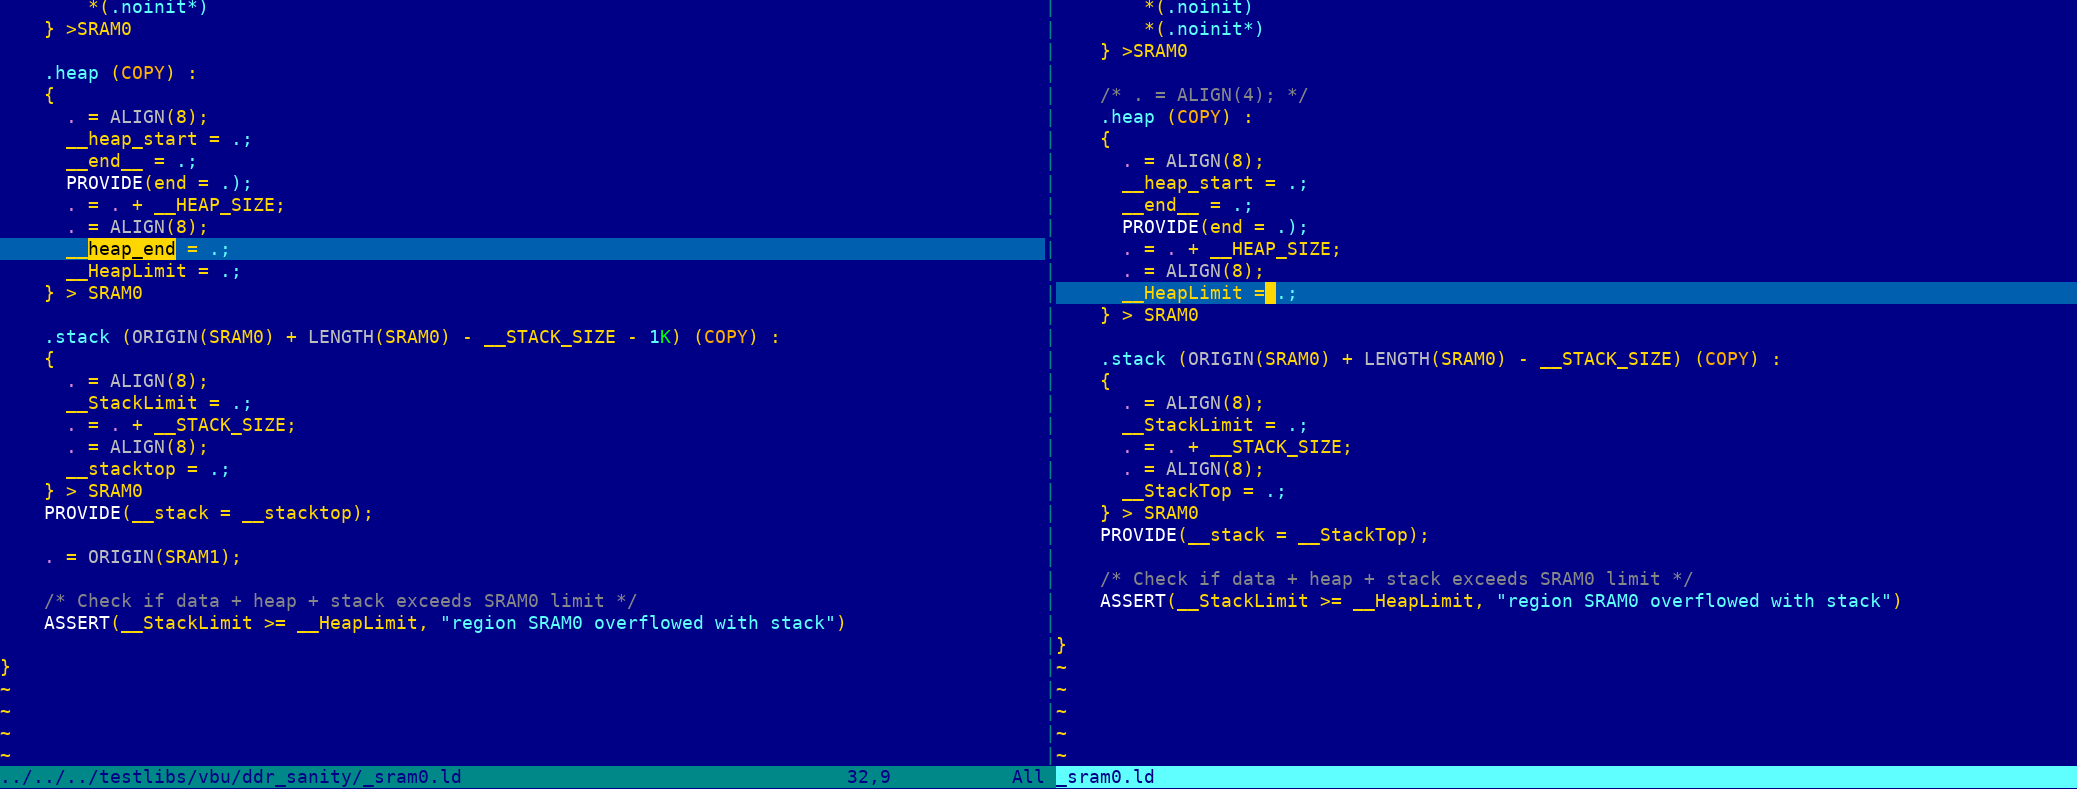 *(.noinit*)
    } >SRAM0

    .heap (COPY) :
    {
      . = ALIGN(8);
      __heap_start = .;
      __end__ = .;
      PROVIDE(end = .);
      . = . + __HEAP_SIZE;
      . = ALIGN(8);
      __heap_end = .;
      __HeapLimit = .;
    } > SRAM0

    .stack (ORIGIN(SRAM0) + LENGTH(SRAM0) - __STACK_SIZE - 1K) (COPY) :
    {
      . = ALIGN(8);
      __StackLimit = .;
      . = . + __STACK_SIZE;
      . = ALIGN(8);
      __stacktop = .;
    } > SRAM0
    PROVIDE(__stack = __stacktop);

    . = ORIGIN(SRAM1);

    /* Check if data + heap + stack exceeds SRAM0 limit */
    ASSERT(__StackLimit >= __HeapLimit, "region SRAM0 overflowed with stack")

}
~
~
~
~
../../../testlibs/vbu/ddr_sanity/_sram0.ld 32,9 All
        *(.noinit)
        *(.noinit*)
    } >SRAM0

    /* . = ALIGN(4); */
    .heap (COPY) :
    {
      . = ALIGN(8);
      __heap_start = .;
      __end__ = .;
      PROVIDE(end = .);
      . = . + __HEAP_SIZE;
      . = ALIGN(8);
      __HeapLimit = .;
    } > SRAM0

    .stack (ORIGIN(SRAM0) + LENGTH(SRAM0) - __STACK_SIZE) (COPY) :
    {
      . = ALIGN(8);
      __StackLimit = .;
      . = . + __STACK_SIZE;
      . = ALIGN(8);
      __StackTop = .;
    } > SRAM0
    PROVIDE(__stack = __StackTop);

    /* Check if data + heap + stack exceeds SRAM0 limit */
    ASSERT(__StackLimit >= __HeapLimit, "region SRAM0 overflowed with stack")

}
~
~
~
~
~
_sram0.ld